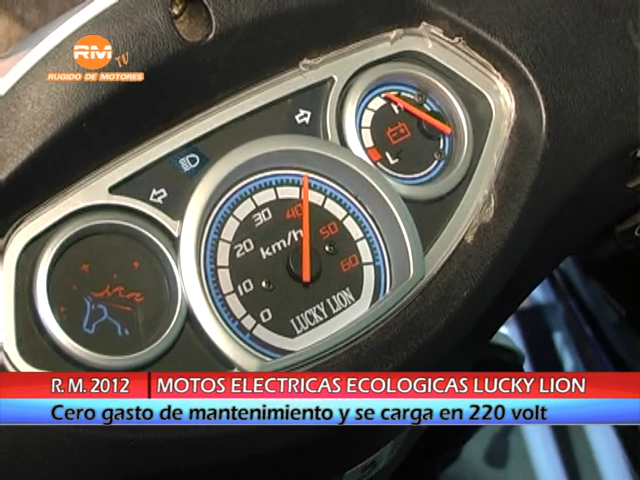 RM
TV
RUGIDO DE MOTORES
H
L
0
10
20
30
40
50
60
km/h
LUCKY LION
R. M. 2012 MOTOS ELECTRICAS ECOLOGICAS LUCKY LION
Cero gasto de mantenimiento y se carga en 220 volt